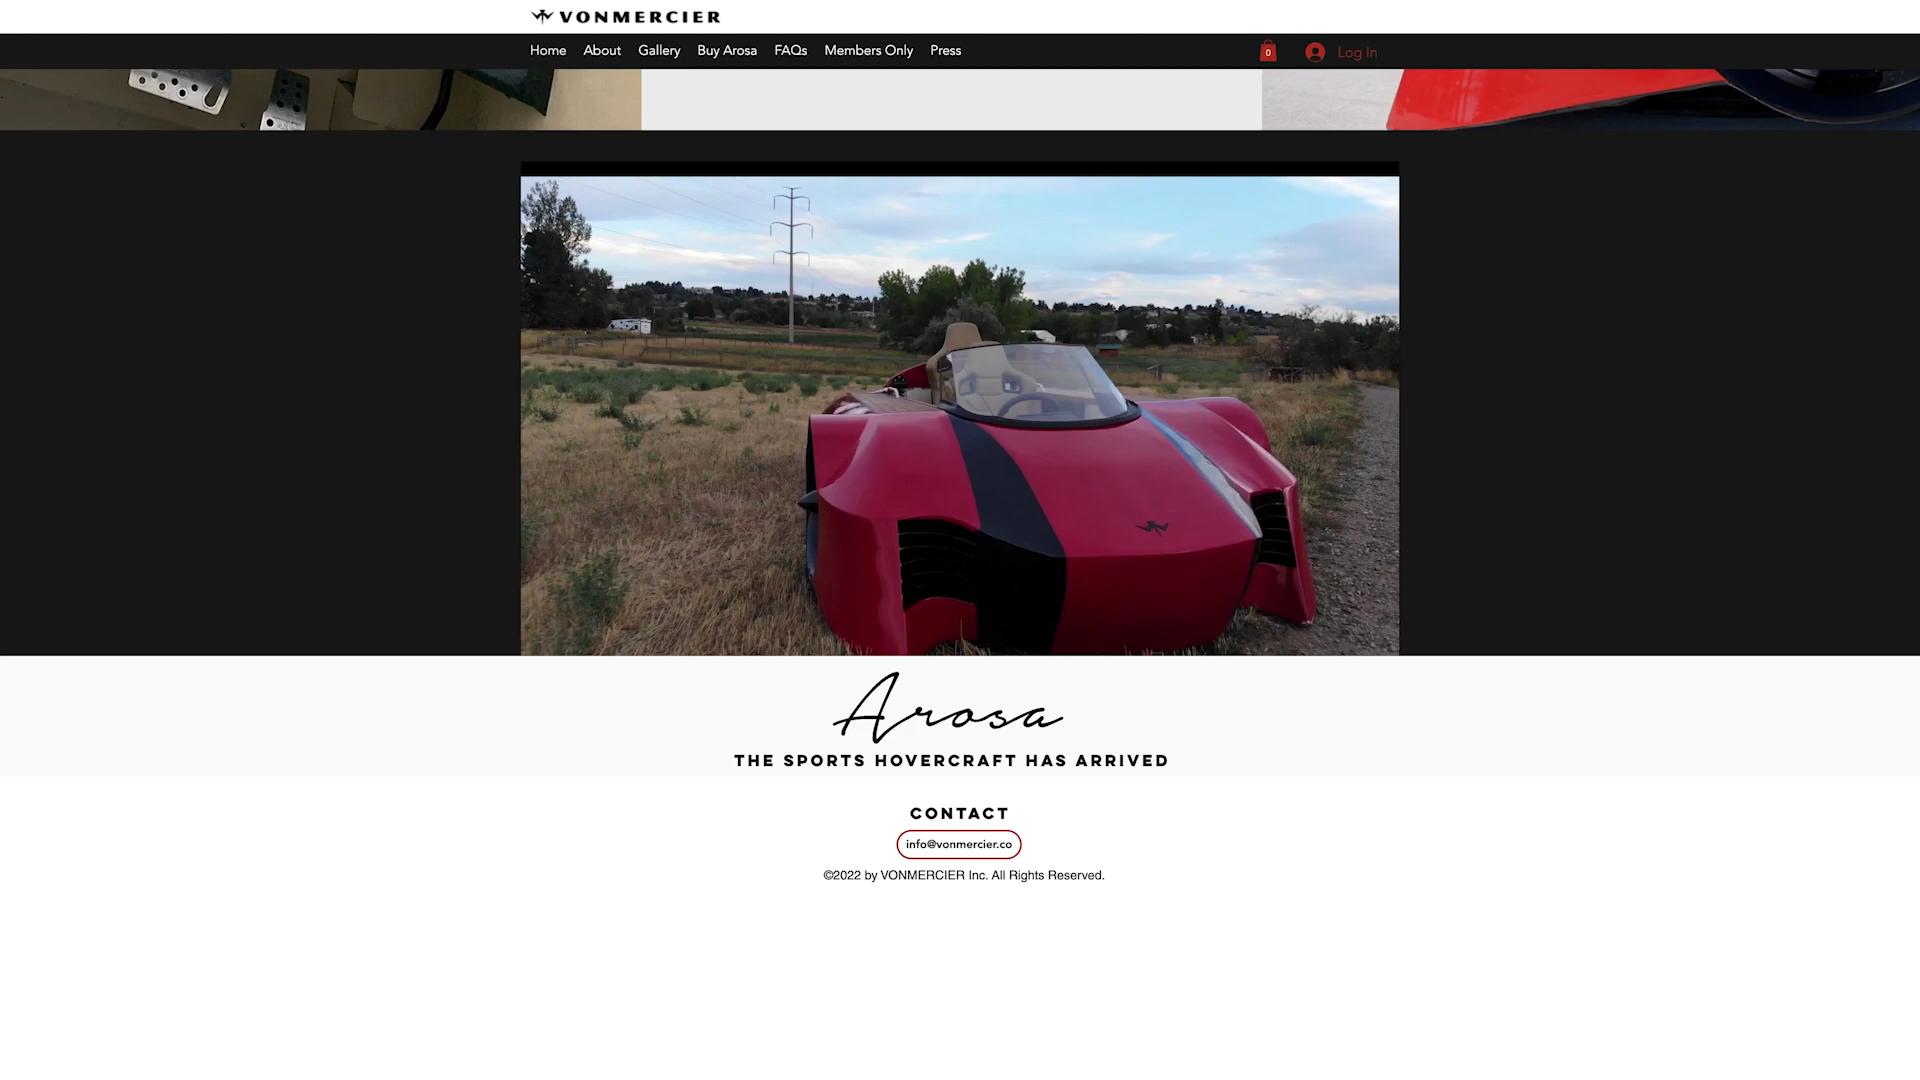 VONMERCIER
Home About Gallery Buy Arosa FAQs Members Only Press
0
Log In
Arosa
THE SPORTS HOVERCRAFT HAS ARRIVED
CONTACT
info@vonmercier.co
©2022 by VONMERCIER Inc. All Rights Reserved.